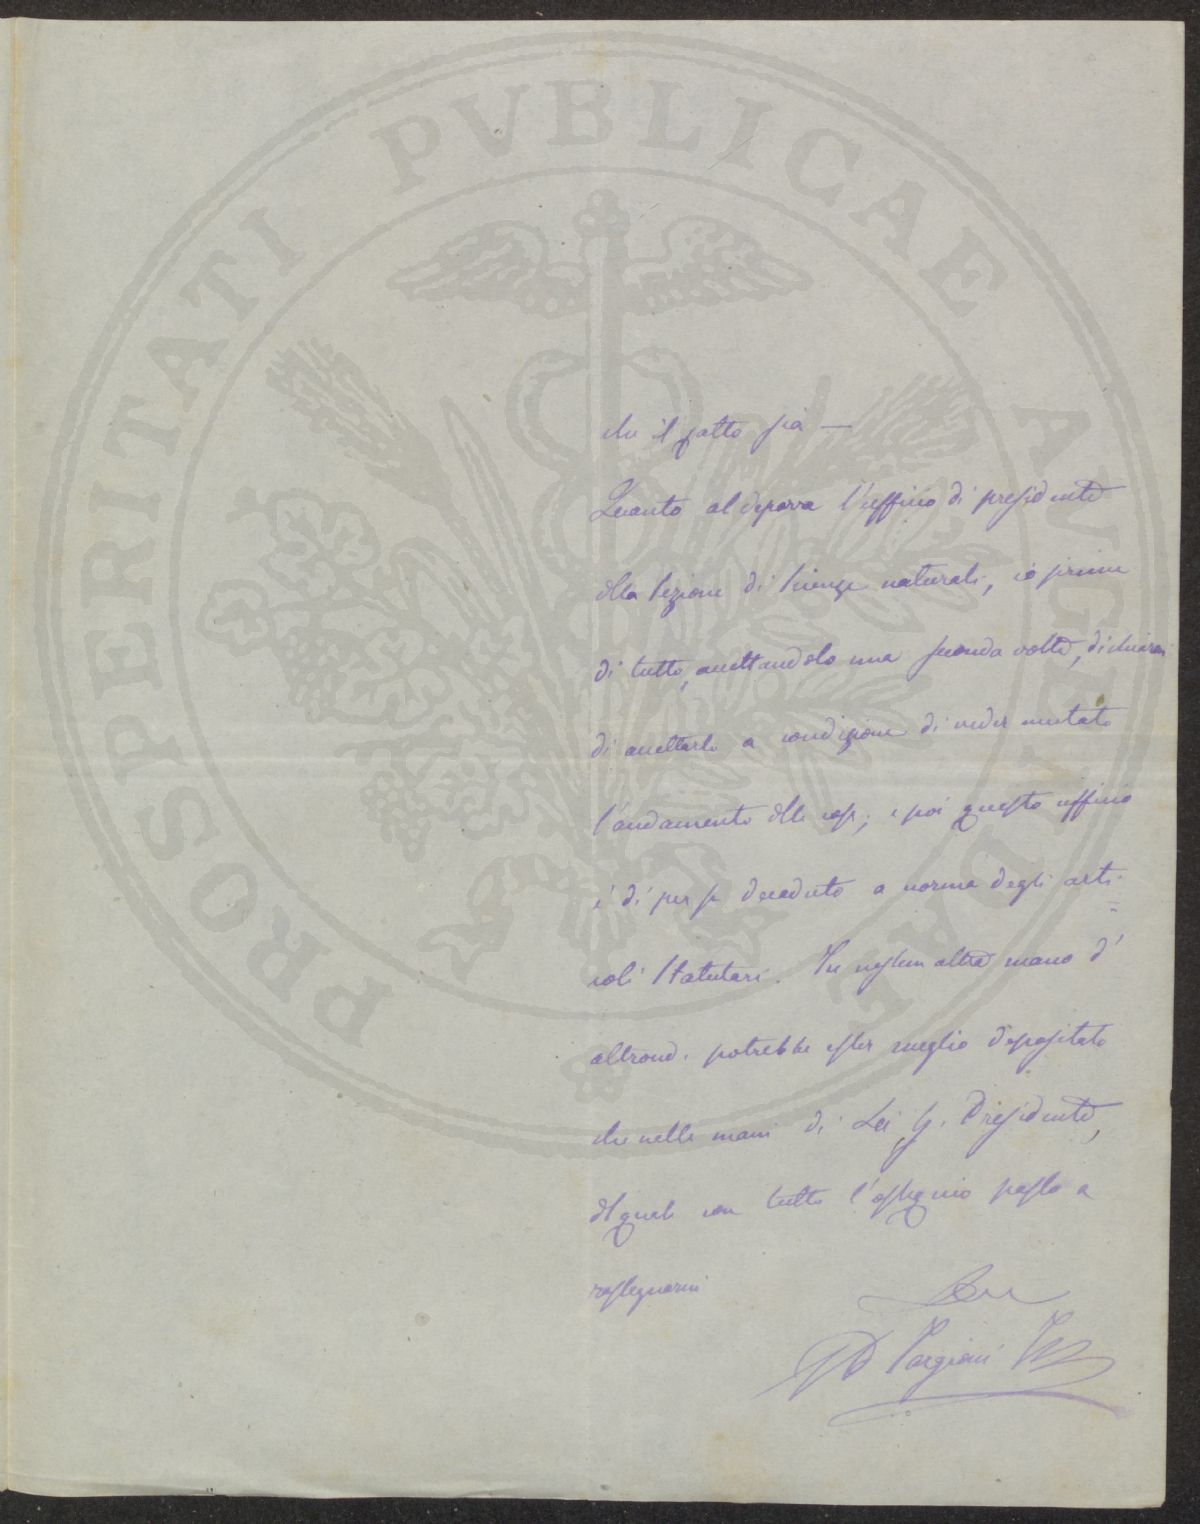 che il fatto sia —
Quanto al deporre l'ufficio di presidente
della Sezione di Scienze naturali, io prima
di tutto, accettandolo una seconda volta, dichiarai
di accettarlo a condizione di veder mutato
l'andamento delle cose; e poi questo ufficio
è di per se decaduto a norma degli arti=
coli Statutari. In nessun altra mano d'
altronde potrebbe esser meglio depositato
che nelle mani di Lei Sig. Presidente,
al quale con tutto l'ossequio passo a
rassegnarmi
Targioni
PROSPERITATI PVBLICAE AVGENDAE